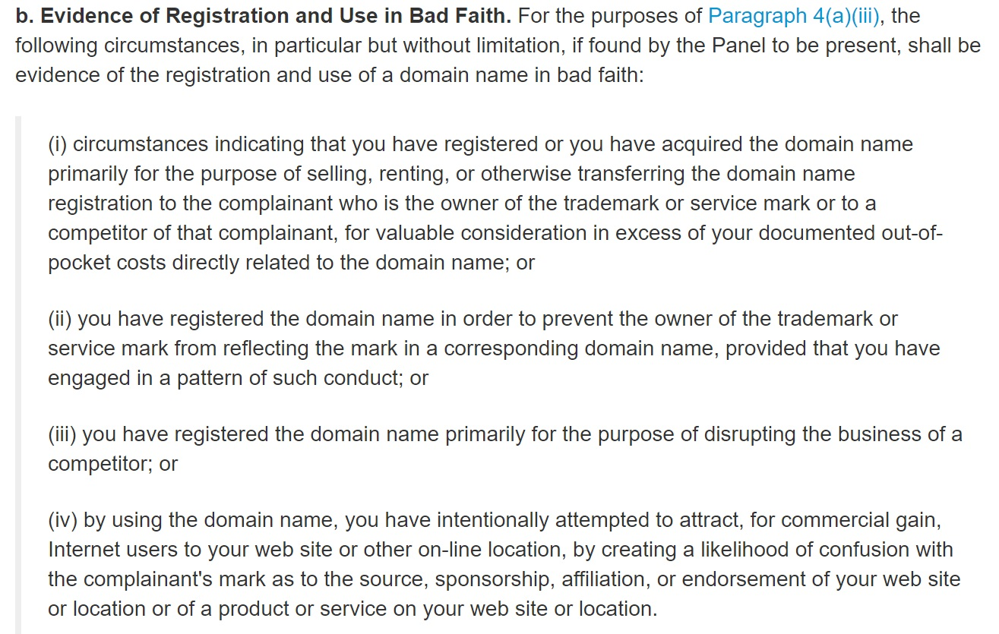 b. Evidence of Registration and Use in Bad Faith. For the purposes of Paragraph 4(a)(iii), the
following circumstances, in particular but without limitation, if found by the Panel to be present, shall be
evidence of the registration and use of a domain name in bad faith:
(i) circumstances indicating that you have registered or you have acquired the domain name
primarily for the purpose of selling, renting, or otherwise transferring the domain name
registration to the complainant who is the owner of the trademark or service mark or to a
competitor of that complainant, for valuable consideration in excess of your documented out-of-
pocket costs directly related to the domain name; or
(ii) you have registered the domain name in order to prevent the owner of the trademark or
service mark from reflecting the mark in a corresponding domain name, provided that you have
engaged in a pattern of such conduct; or
(iii) you have registered the domain name primarily for the purpose of disrupting the business of a
competitor; or
(iv) by using the domain name, you have intentionally attempted to attract, for commercial gain,
Internet users to your web site or other on-line location, by creating a likelihood of confusion with
the complainant's mark as to the source, sponsorship, affiliation, or endorsement of your web site
or location or of a product or service on your web site or location.